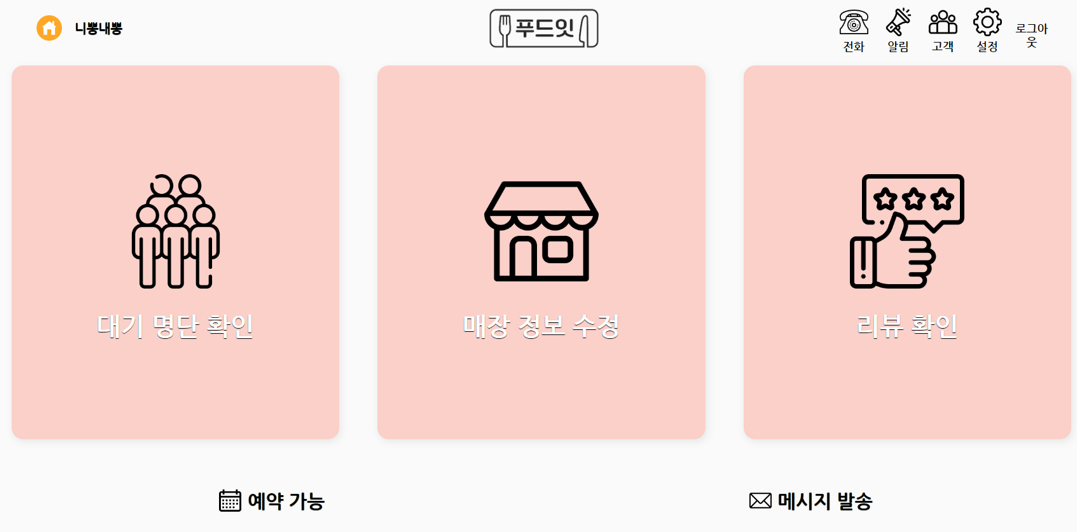 니뽕내뽕
푸드잇
전화
알림
고객
설정
로그아
웃
대기 명단 확인
매장 정보 수정
리뷰 확인
예약 가능
메시지 발송